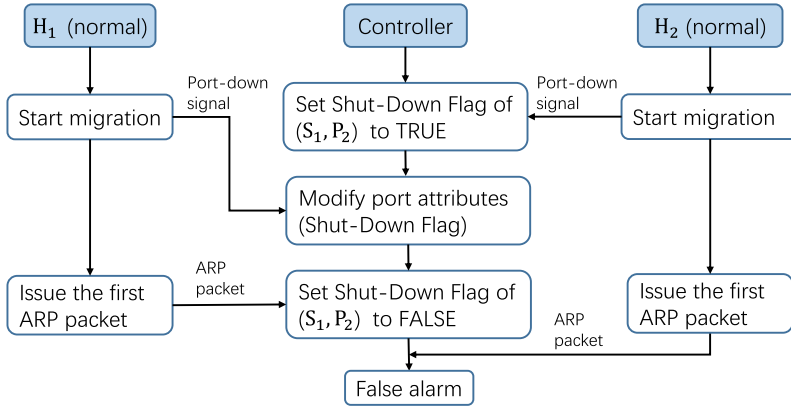 H₁ (normal)
Controller
H₂ (normal)
Port-down
signal
Port-down
signal
Start migration
Set Shut-Down Flag of
(S₁, P₂) to TRUE
Start migration
Modify port attributes
(Shut-Down Flag)
ARP
packet
Issue the first
ARP packet
Set Shut-Down Flag of
(S₁, P₂) to FALSE
Issue the first
ARP packet
ARP
packet
False alarm